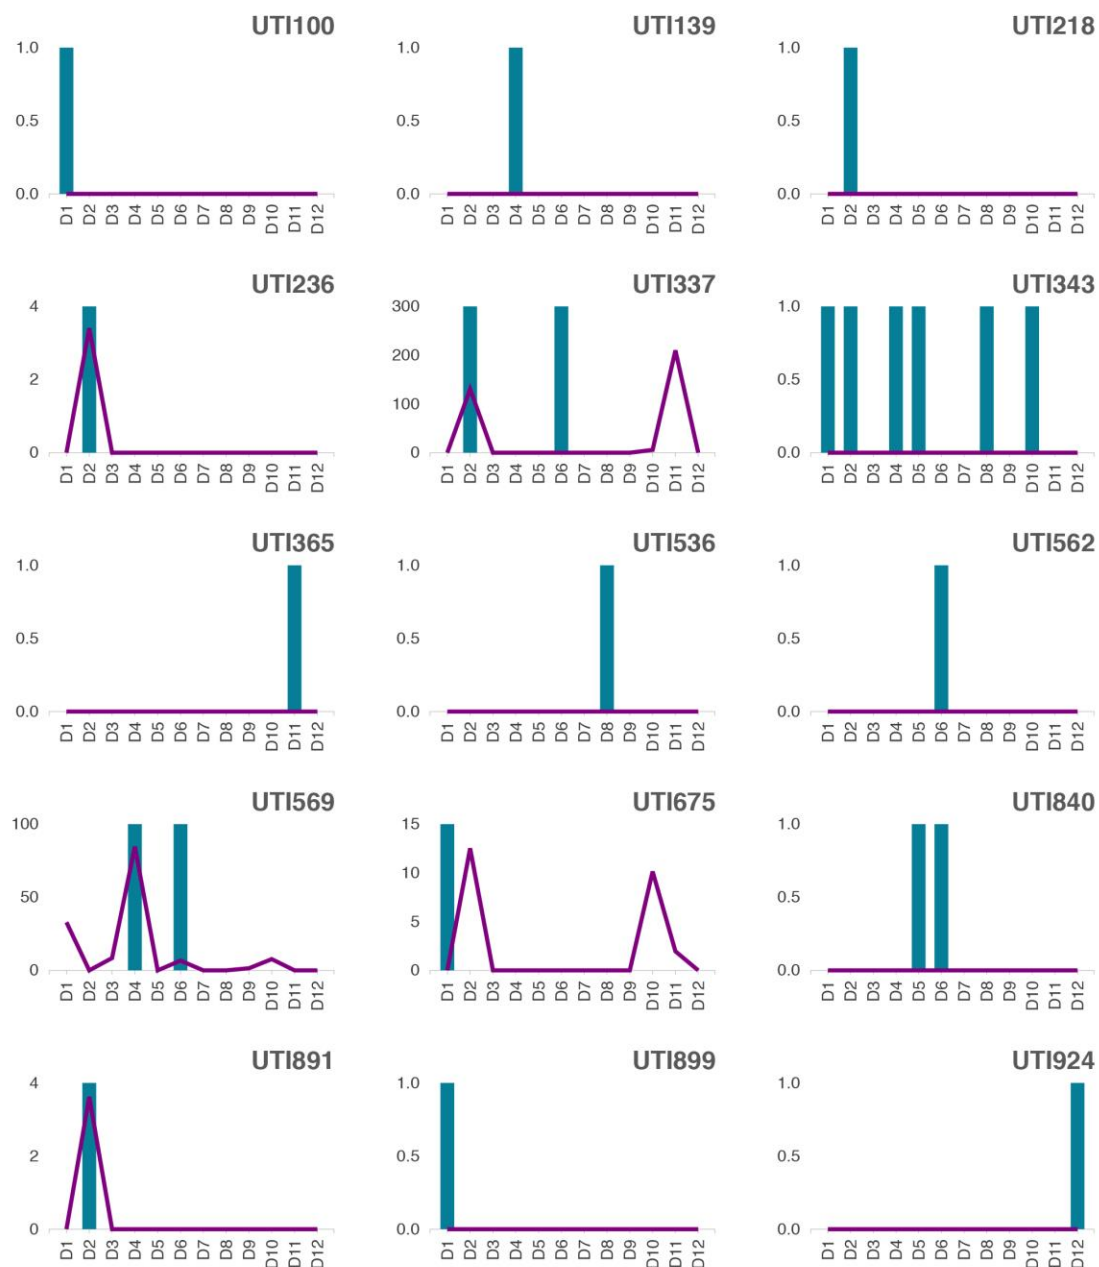 UTI100 UTI139 UTI218
1.0 1.0 1.0
0.5 0.5 0.5
0.0 0.0 0.0
D1 D2 D3 D4 D5 D6 D7 D8 D9 D10 D11 D12 D1 D2 D3 D4 D5 D6 D7 D8 D9 D10 D11 D12 D1 D2 D3 D4 D5 D6 D7 D8 D9 D10 D11 D12
UTI236 UTI337 UTI343
4 300 1.0
200
2 0.5
100
0 0 0.0
D1 D2 D3 D4 D5 D6 D7 D8 D9 D10 D11 D12 D1 D2 D3 D4 D5 D6 D7 D8 D9 D10 D11 D12 D1 D2 D3 D4 D5 D6 D7 D8 D9 D10 D11 D12
UTI365 UTI536 UTI562
1.0 1.0 1.0
0.5 0.5 0.5
0.0 0.0 0.0
D1 D2 D3 D4 D5 D6 D7 D8 D9 D10 D11 D12 D1 D2 D3 D4 D5 D6 D7 D8 D9 D10 D11 D12 D1 D2 D3 D4 D5 D6 D7 D8 D9 D10 D11 D12
UTI569 UTI675 UTI840
100 15 1.0
10
50 0.5
5
0 0 0.0
D1 D2 D3 D4 D5 D6 D7 D8 D9 D10 D11 D12 D1 D2 D3 D4 D5 D6 D7 D8 D9 D10 D11 D12 D1 D2 D3 D4 D5 D6 D7 D8 D9 D10 D11 D12
UTI891 UTI899 UTI924
4 1.0 1.0
2 0.5 0.5
0 0.0 0.0
D1 D2 D3 D4 D5 D6 D7 D8 D9 D10 D11 D12 D1 D2 D3 D4 D5 D6 D7 D8 D9 D10 D11 D12 D1 D2 D3 D4 D5 D6 D7 D8 D9 D10 D11 D12